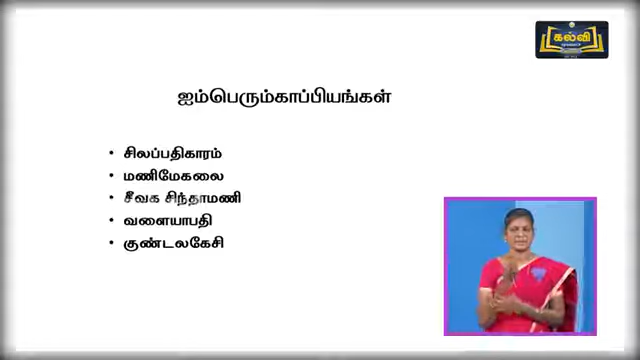 கல்வி
ஐம்பெரும்காப்பியங்கள்
• சிலப்பதிகாரம்
• மணிமேகலை
• சீவக சிந்தாமணி
• வளையாபதி
• குண்டலகேசி